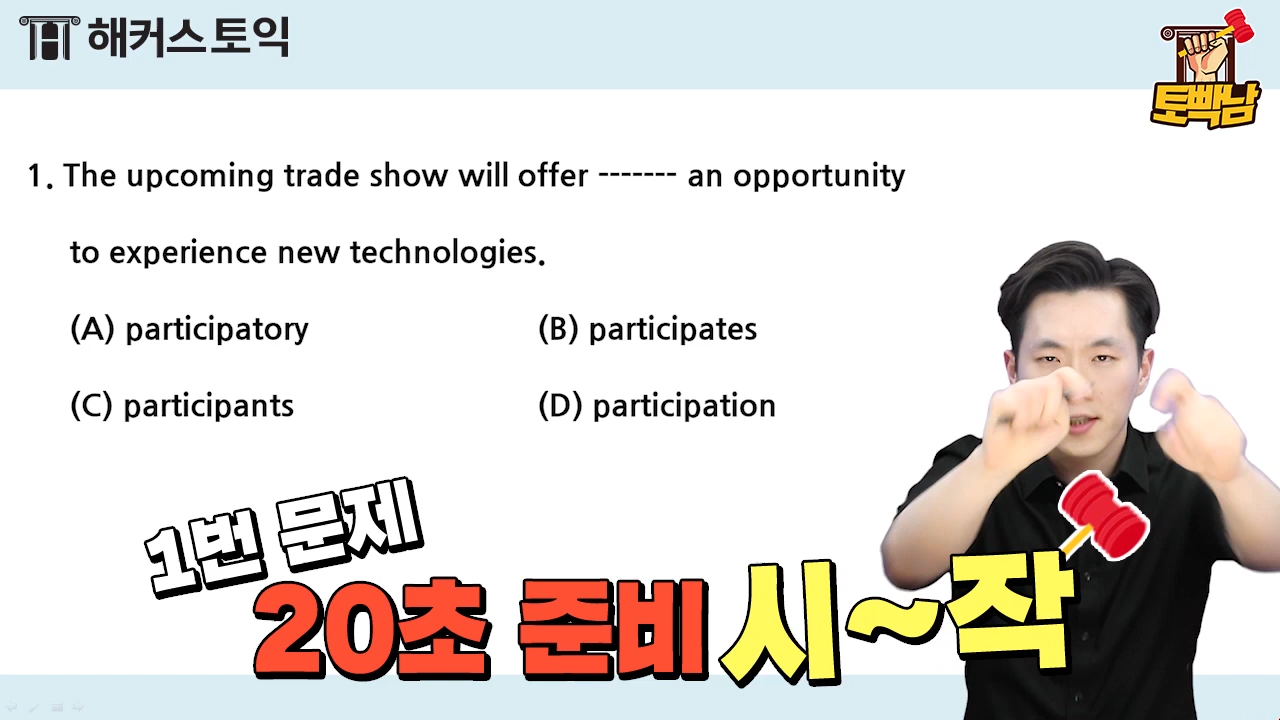 해커스 토익
토빡남
1. The upcoming trade show will offer ------- an opportunity
to experience new technologies.
(A) participatory (B) participates
(C) participants (D) participation
1번 문제
20초 준비 시~작